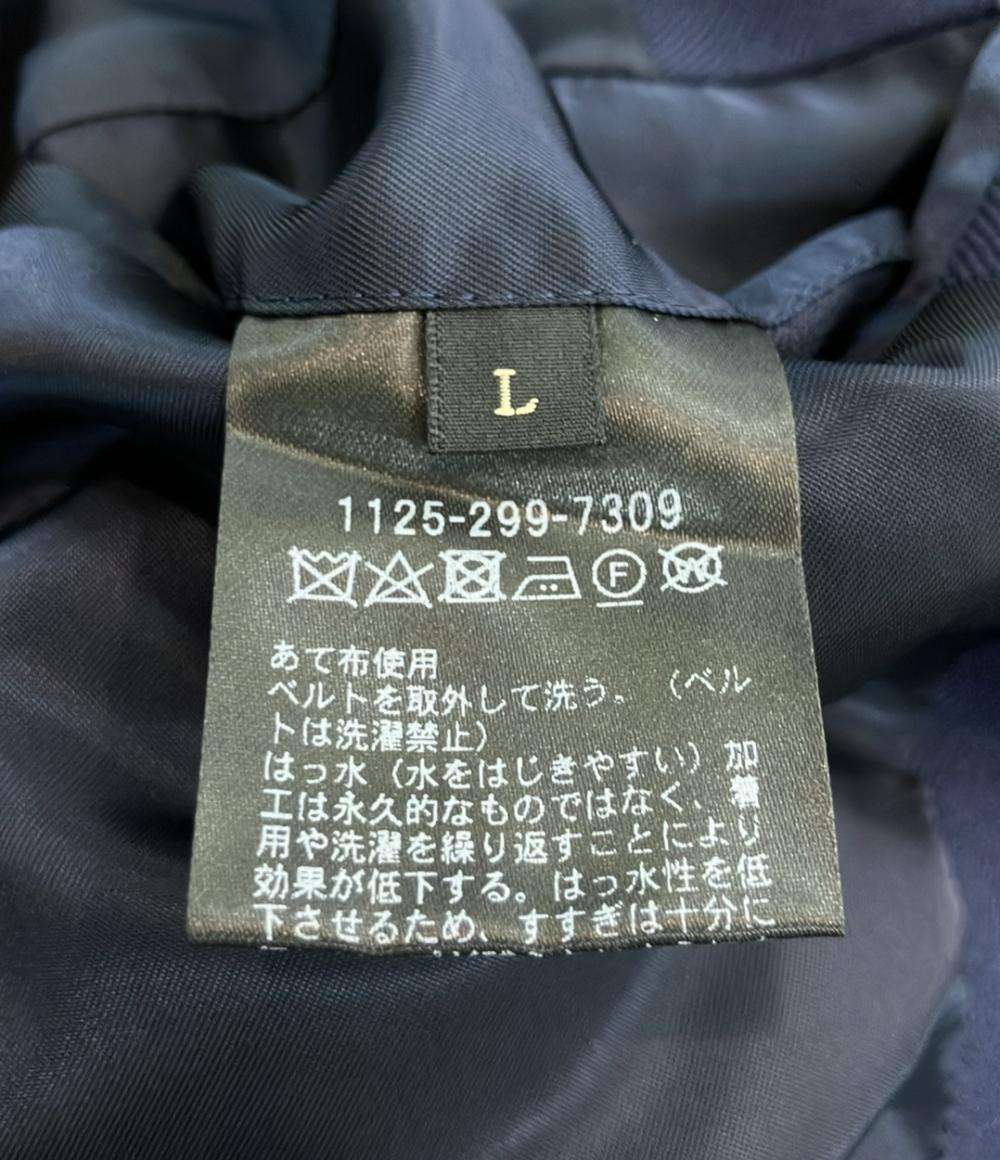 L
1125-299-7309
F
W
あて布使用
ベルトを取外して洗う。（ベル
トは洗濯禁止）
はっ水（水をはじきやすい）加
工は永久的なものではなく、着
用や洗濯を繰り返すことにより
効果が低下する。はっ水性を低
下させるため、すすぎは十分に